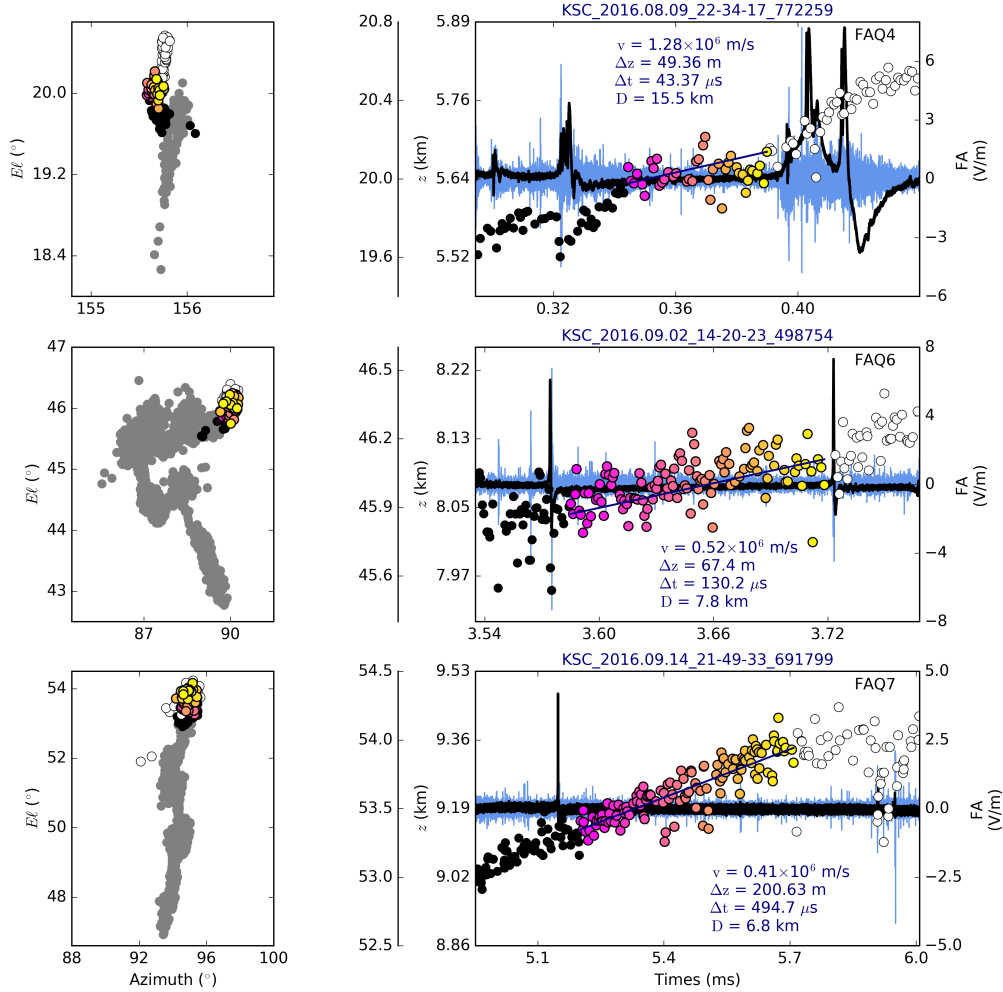 KSC_2016.08.09_22-34-17_772259
20.0
19.2
18.4
Eℓ (°)
155
156
20.8
20.4
20.0
19.6
5.89
5.76
5.64
5.52
z (km)
v = 1.28×10⁶ m/s
Δz = 49.36 m
Δt = 43.37 μs
D = 15.5 km
FAQ4
6
3
0
−3
−6
FA
(V/m)
0.32
0.36
0.40
KSC_2016.09.02_14-20-23_498754
47
46
45
44
43
Eℓ (°)
87
90
46.5
46.2
45.9
45.6
8.22
8.13
8.05
7.97
z (km)
FAQ6
v = 0.52×10⁶ m/s
Δz = 67.4 m
Δt = 130.2 μs
D = 7.8 km
8
4
0
−4
−8
FA
(V/m)
3.54
3.60
3.66
3.72
KSC_2016.09.14_21-49-33_691799
54
52
50
48
Eℓ (°)
88
92
96
100
Azimuth (°)
54.5
54.0
53.5
53.0
52.5
9.53
9.36
9.19
9.02
8.86
z (km)
FAQ7
v = 0.41×10⁶ m/s
Δz = 200.63 m
Δt = 494.7 μs
D = 6.8 km
5.0
2.5
0.0
−2.5
−5.0
FA
(V/m)
5.1
5.4
5.7
6.0
Times (ms)